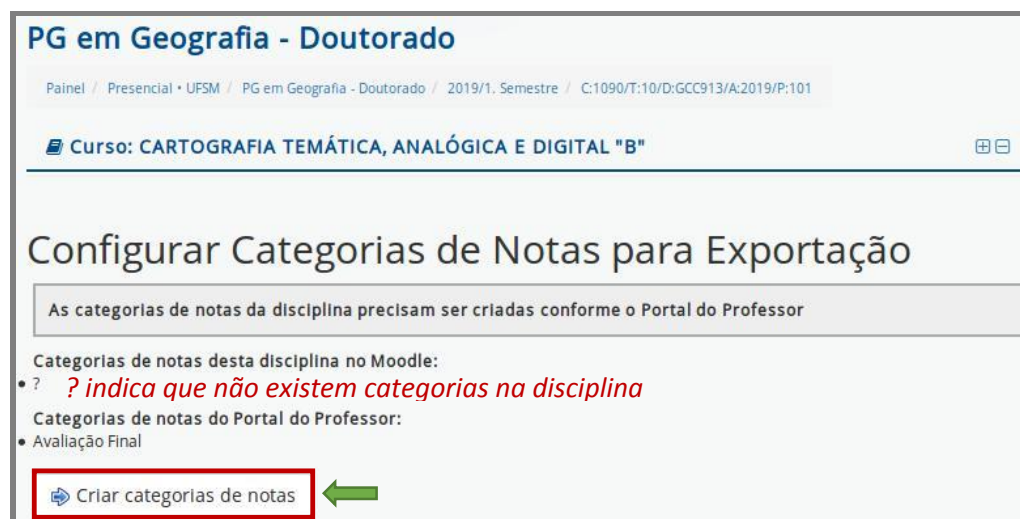 PG em Geografia - Doutorado
Painel / Presencial • UFSM / PG em Geografia - Doutorado / 2019/1. Semestre / C:1090/T:10/D:GCC913/A:2019/P:101
Curso: CARTOGRAFIA TEMÁTICA, ANALÓGICA E DIGITAL "B"
Configurar Categorias de Notas para Exportação
As categorias de notas da disciplina precisam ser criadas conforme o Portal do Professor
Categorias de notas desta disciplina no Moodle:
• ? ? indica que não existem categorias na disciplina
Categorias de notas do Portal do Professor:
• Avaliação Final
Criar categorias de notas